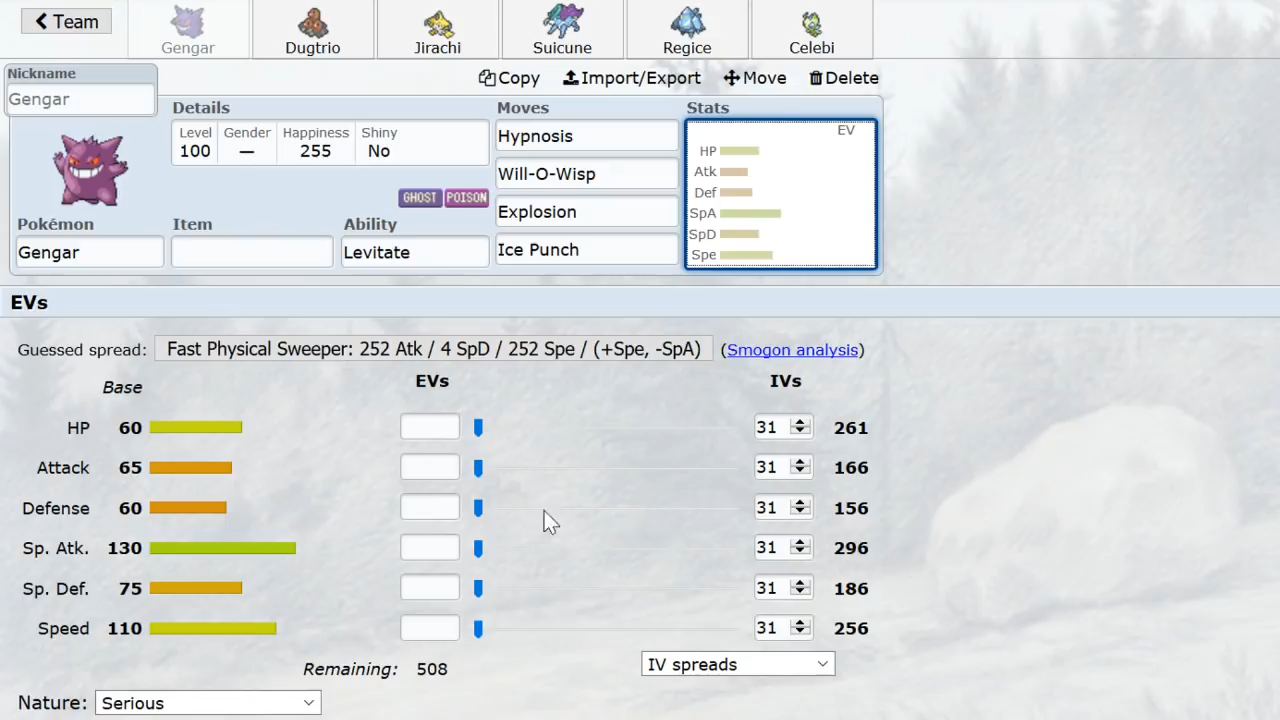 Team
Gengar
Dugtrio
Jirachi
Suicune
Regice
Celebi
Nickname
Gengar
Copy
Import/Export
Move
Delete
Details
Moves
Stats
Level
Gender
Happiness
Shiny
100
—
255
No
GHOST
POISON
Pokémon
Gengar
Item
Ability
Levitate
Hypnosis
Will-O-Wisp
Explosion
Ice Punch
EV
HP
Atk
Def
SpA
SpD
Spe
EVs
Guessed spread: Fast Physical Sweeper: 252 Atk / 4 SpD / 252 Spe / (+Spe, -SpA) (Smogon analysis)
Base EVs IVs
HP 60 31 261
Attack 65 31 166
Defense 60 31 156
Sp. Atk. 130 31 296
Sp. Def. 75 31 186
Speed 110 31 256
Remaining: 508
IV spreads
Nature: Serious